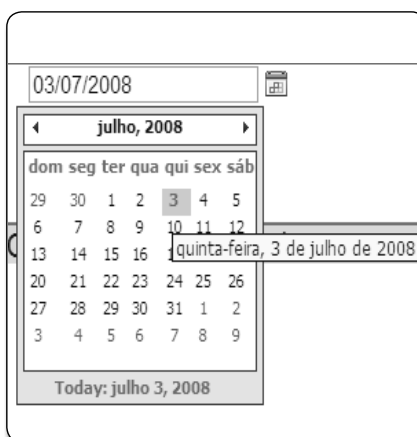 03/07/2008
julho, 2008
dom seg ter qua qui sex sáb
29 30 1 2 3 4 5
6 7 8 9 10 11 12
quinta-feira, 3 de julho de 2008
13 14 15 16
20 21 22 23 24 25 26
27 28 29 30 31 1 2
3 4 5 6 7 8 9
Today: julho 3, 2008